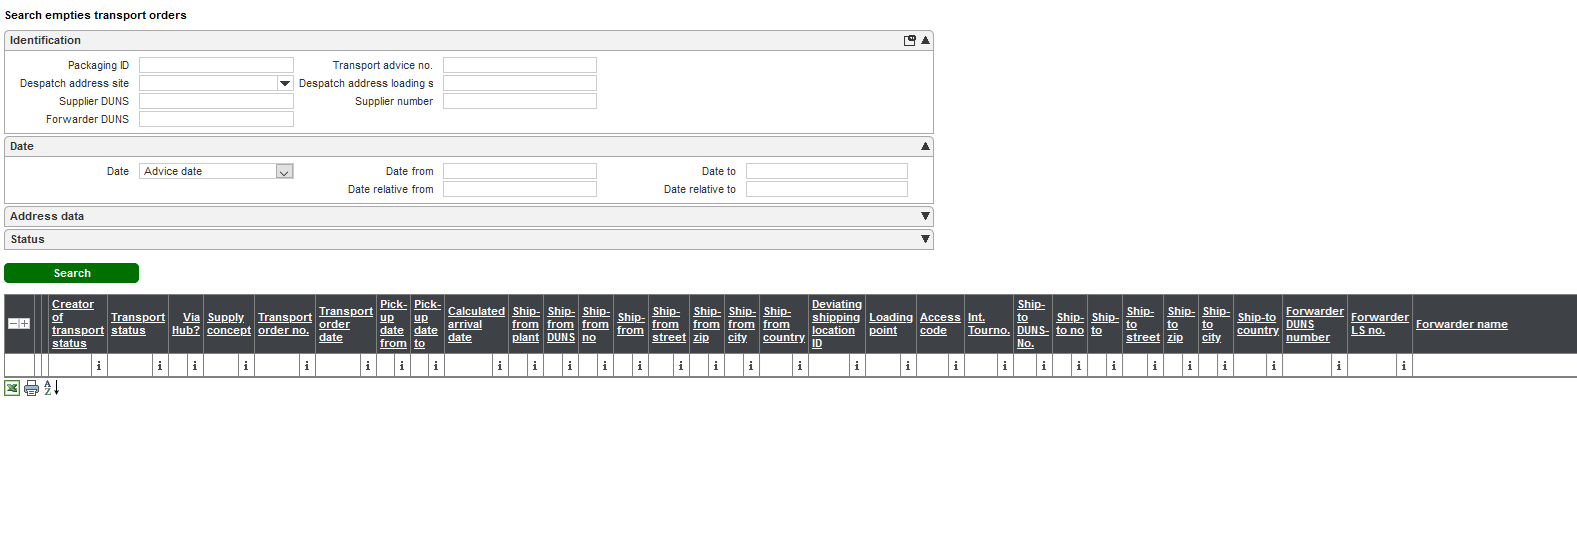 Search empties transport orders
Identification
Packaging ID Transport advice no.
Despatch address site Despatch address loading s
Supplier DUNS Supplier number
Forwarder DUNS
Date
Date Advice date Date from Date to
Date relative from Date relative to
Address data
Status
Search
Creator of transport status
Transport status
Via Hub?
Supply concept
Transport order no.
Transport order date
Pick-up date from
Pick-up date to
Calculated arrival date
Ship-from plant
Ship-from DUNS
Ship-from no
Ship-from
Ship-from street
Ship-from zip
Ship-from city
Ship-from country
Deviating shipping location ID
Loading point
Access code
Int. Tourno.
Ship-to DUNS-No.
Ship-to no
Ship-to
Ship-to street
Ship-to zip
Ship-to city
Ship-to country
Forwarder DUNS number
Forwarder LS no.
Forwarder name
i i i i i i i i i i i i i i i i i i i i i i i i i i i i i i
A
Z